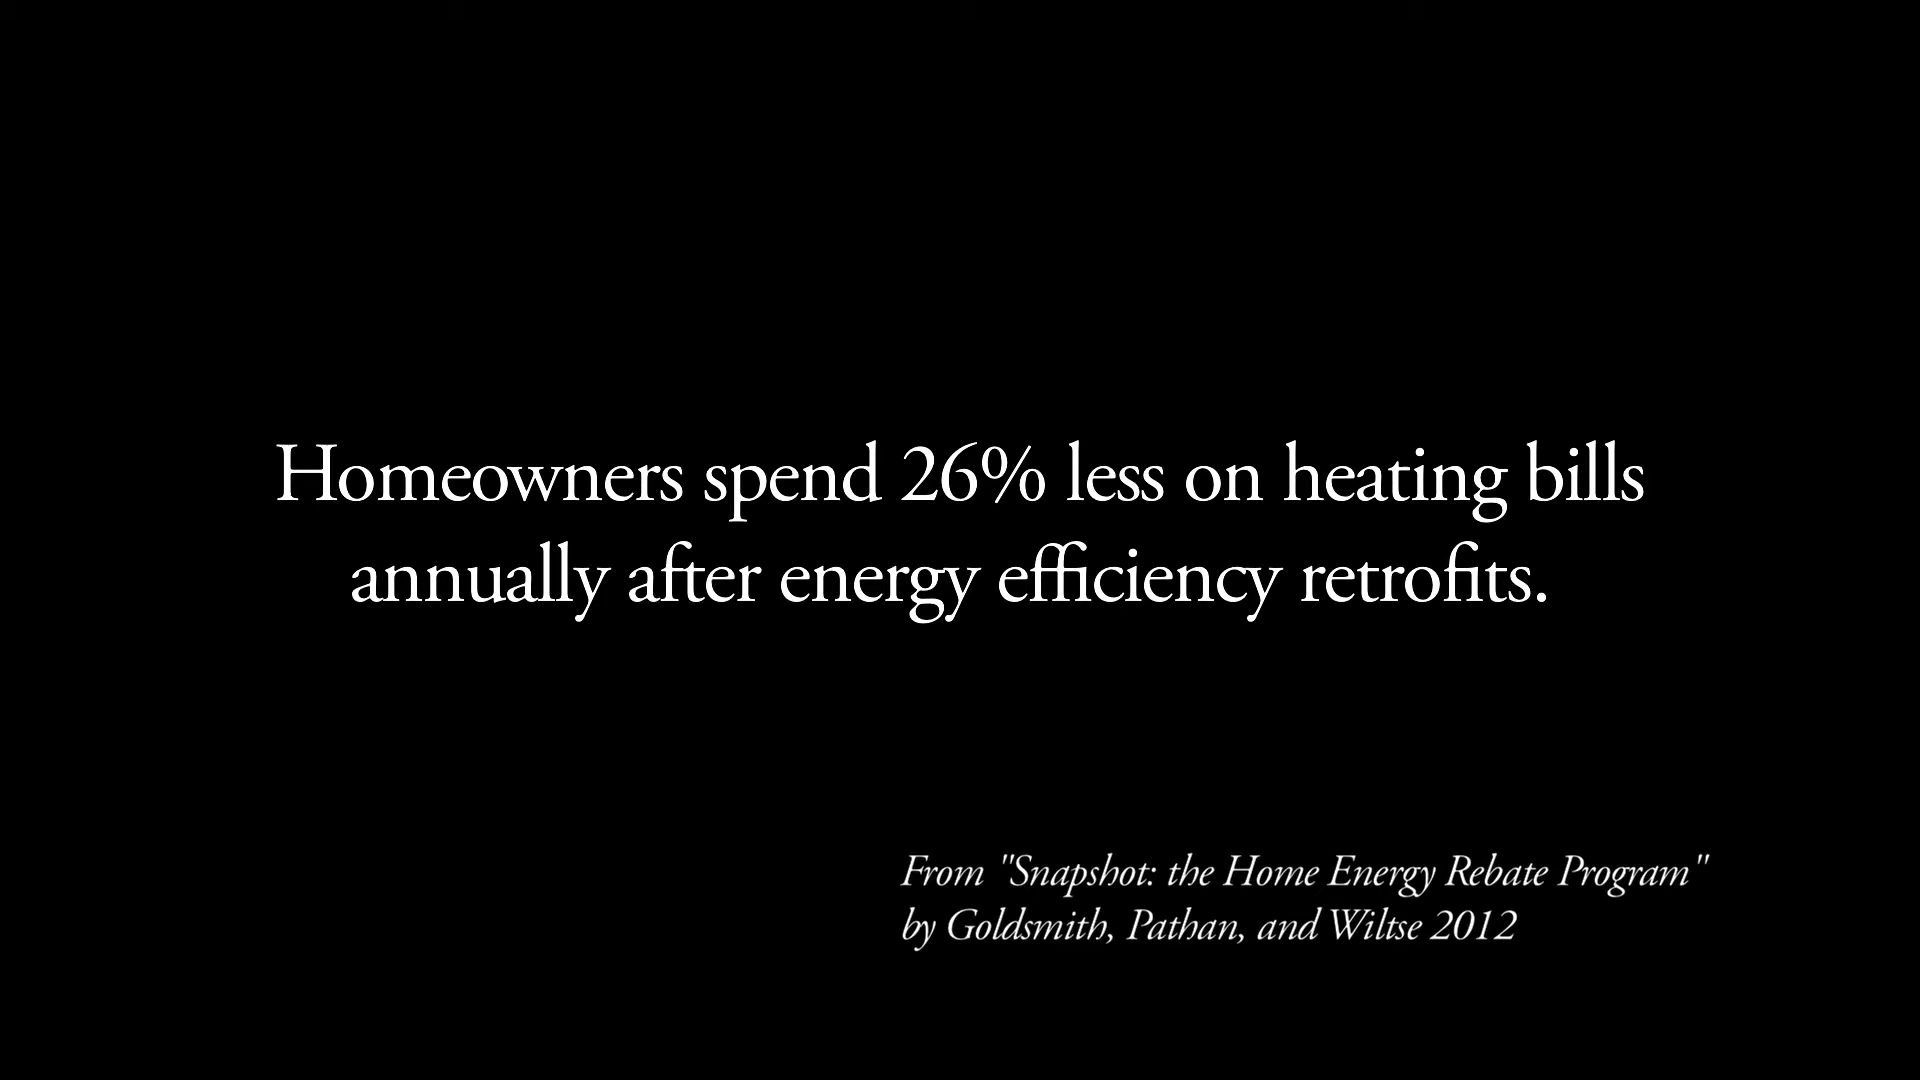 Homeowners spend 26% less on heating bills
annually after energy efficiency retrofits.
From "Snapshot: the Home Energy Rebate Program"
by Goldsmith, Pathan, and Wiltse 2012